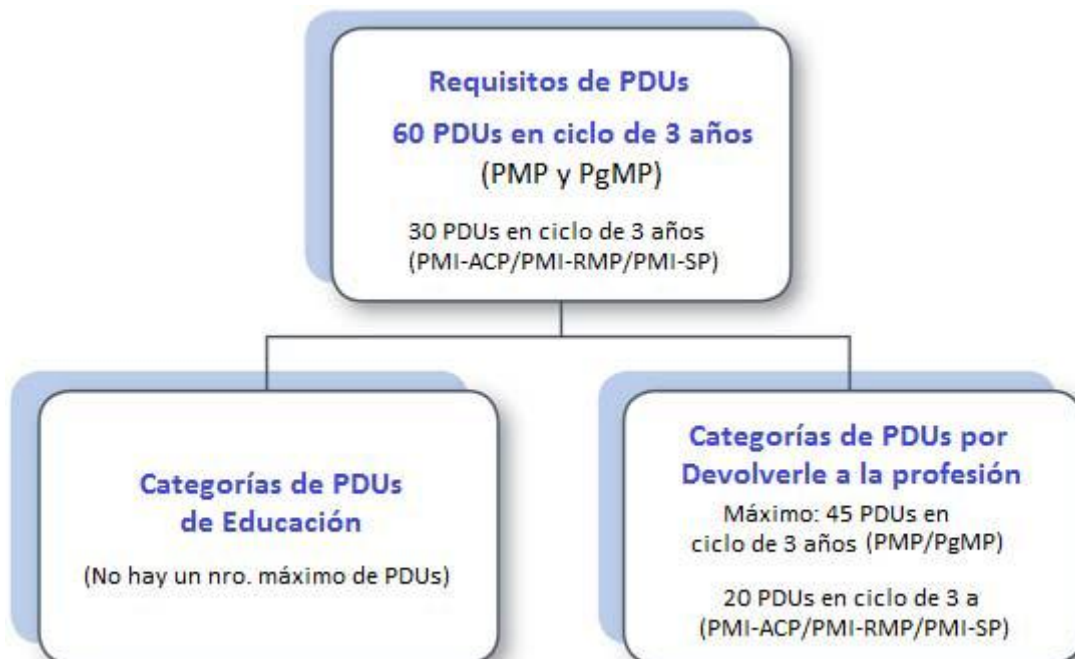 Requisitos de PDUs
60 PDUs en ciclo de 3 años
(PMP y PgMP)
30 PDUs en ciclo de 3 años
(PMI-ACP/PMI-RMP/PMI-SP)
Categorías de PDUs
de Educación
(No hay un nro. máximo de PDUs)
Categorías de PDUs por
Devolverle a la profesión
Máximo: 45 PDUs en
ciclo de 3 años (PMP/PgMP)
20 PDUs en ciclo de 3 a
(PMI-ACP/PMI-RMP/PMI-SP)